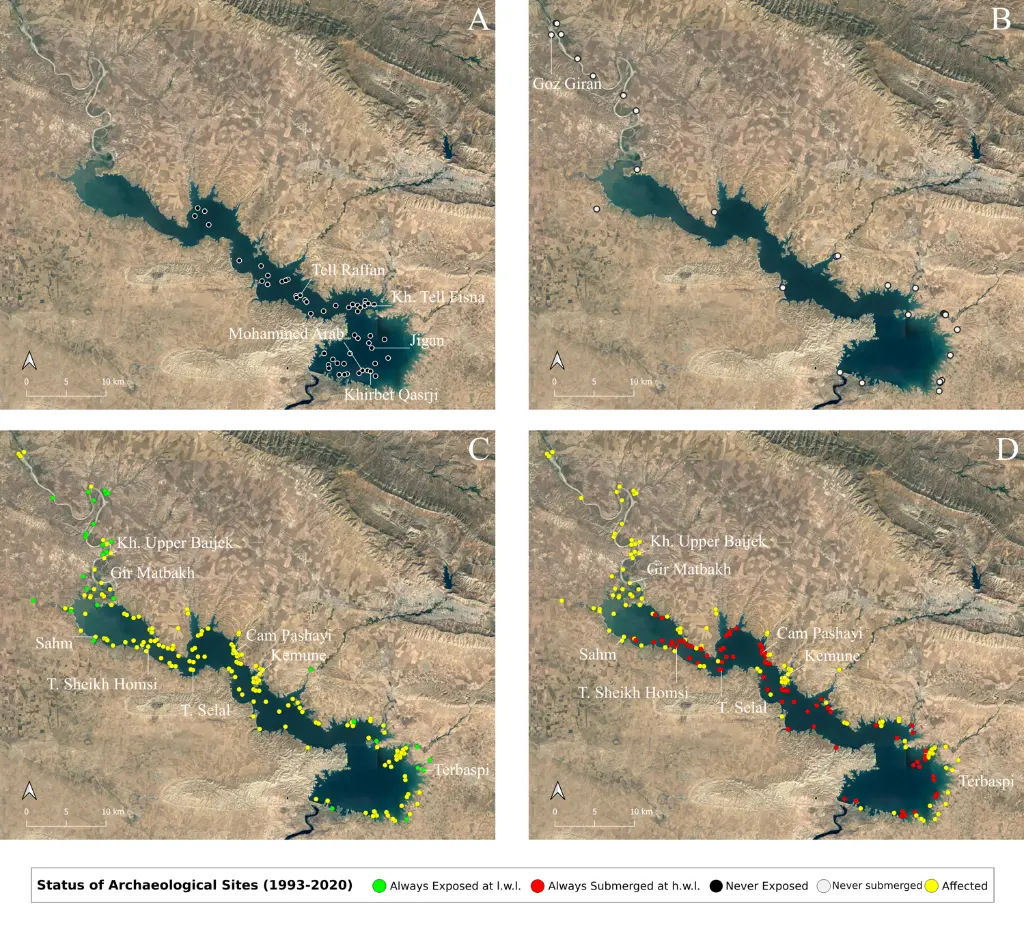 A
Tell Raffan
Kh. Tell Fisna
Mohammed Arab
Jigan
Khirbet Qasrji
0 5 10 km
B
Goz Giran
0 5 10 km
C
Kh. Upper Baijek
Gir Matbakh
Sahm
Cam Pashayi
Kemune
T. Sheikh Homsi
T. Selal
Terbaspi
0 5 10 km
D
Kh. Upper Baijek
Gir Matbakh
Cam Pashayi
Sahm
Kemune
T. Sheikh Homsi
T. Selal
Terbaspi
0 5 10 km
Status of Archaeological Sites (1993-2020) Always Exposed at l.w.l. Always Submerged at h.w.l. Never Exposed Never submerged Affected